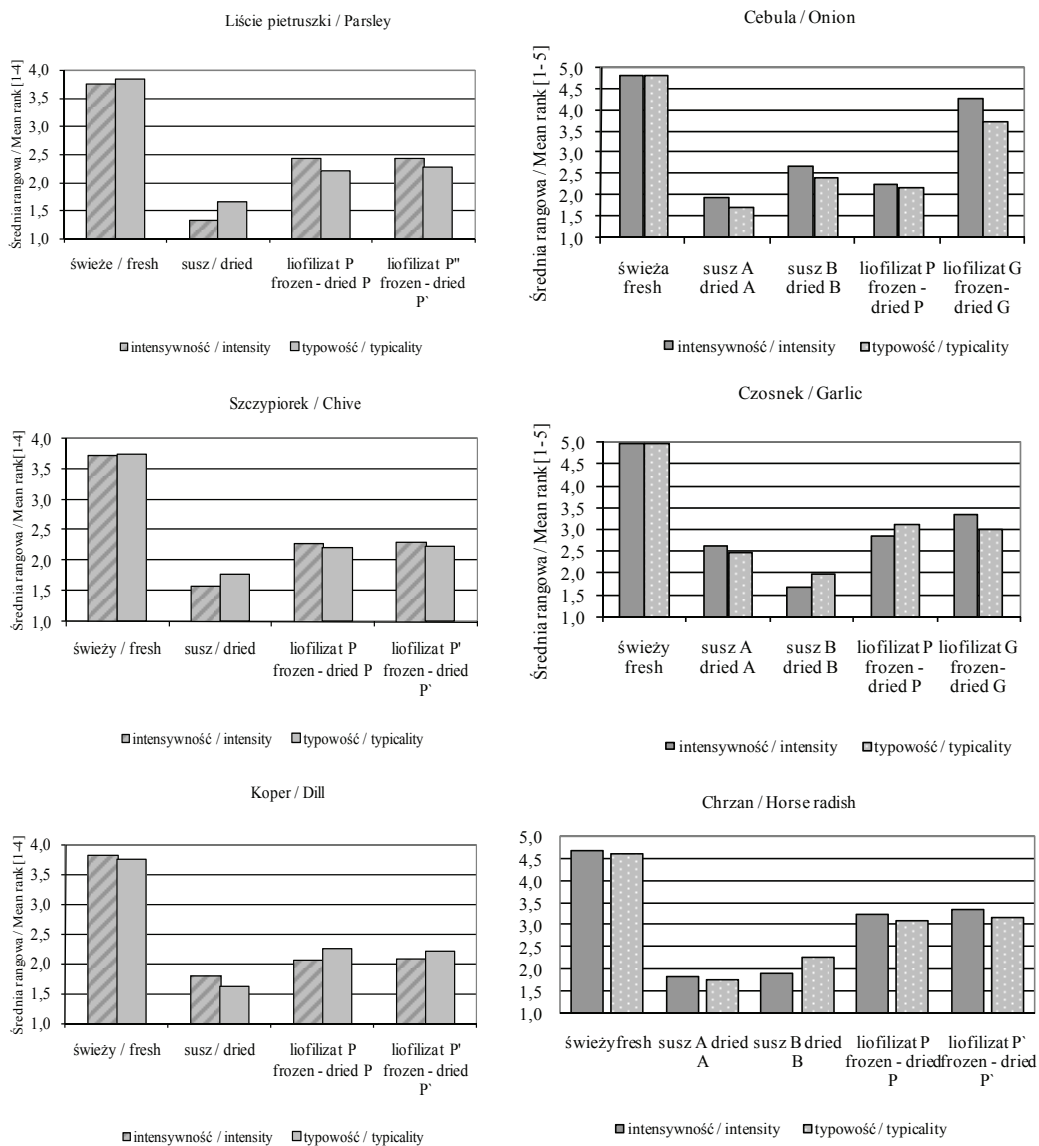 Liście pietruszki / Parsley
Średnia rangowa / Mean rank [1-4]
4,0
3,5
3,0
2,5
2,0
1,5
1,0
świeże / fresh
susz / dried
liofilizat P
frozen - dried P
liofilizat P"
frozen - dried
P`
intensywność / intensity
typowość / typicality
Cebula / Onion
Średnia rangowa / Mean rank [1- 5]
5,0
4,5
4,0
3,5
3,0
2,5
2,0
1,5
1,0
świeża
fresh
susz A
dried A
susz B
dried B
liofilizat P
frozen -
dried P
liofilizat G
frozen-
dried G
intensywność / intensity
typowość / typicality
Szczypiorek / Chive
Średnia rangowa / Mean rank[1-4]
4,0
3,5
3,0
2,5
2,0
1,5
1,0
świeży / fresh
susz / dried
liofilizat P
frozen - dried P
liofilizat P'
frozen - dried
P`
intensywność / intensity
typowość / typicality
Czosnek / Garlic
Średnia rangowa / Mean rank [1-5]
5,0
4,5
4,0
3,5
3,0
2,5
2,0
1,5
1,0
świeży
fresh
susz A
dried A
susz B
dried B
liofilizat P
frozen -
dried P
liofilizat G
frozen-
dried G
intensywność / intensity
typowość / typicality
Koper / Dill
Średnia rangowa / Mean rank [1-4]
4,0
3,5
3,0
2,5
2,0
1,5
1,0
świeży / fresh
susz / dried
liofilizat P
frozen - dried P
liofilizat P'
frozen - dried
P`
intensywność / intensity
typowość / typicality
Chrzan / Horse radish
5,0
4,5
4,0
3,5
3,0
2,5
2,0
1,5
1,0
świeży fresh
susz A dried
A
susz B dried
B
liofilizat P
frozen - dried
P
liofilizat P`
frozen - dried
P`
intensywność / intensity
typowość / typicality